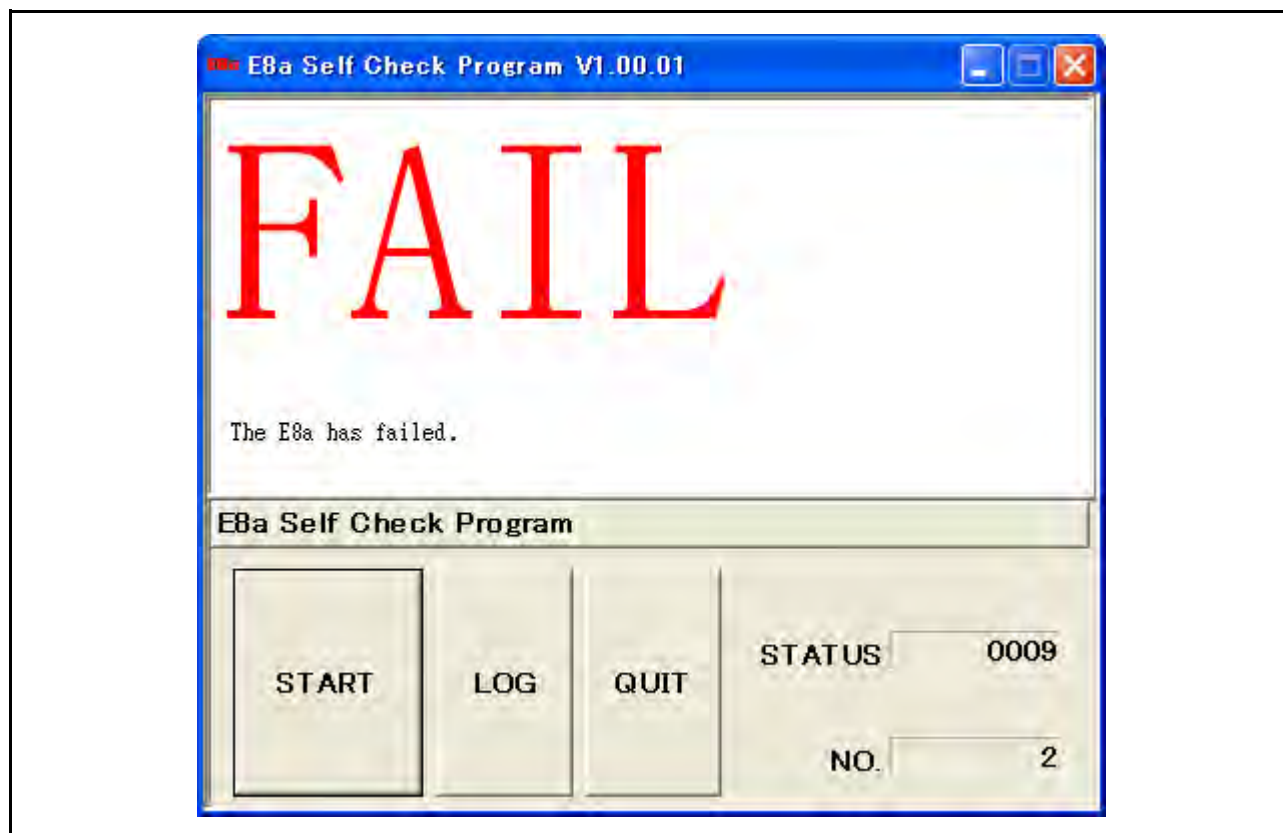 E8a Self Check Program V1.00.01
FAIL
The E8a has failed.
E8a Self Check Program
START
LOG
QUIT
STATUS 0009
NO. 2